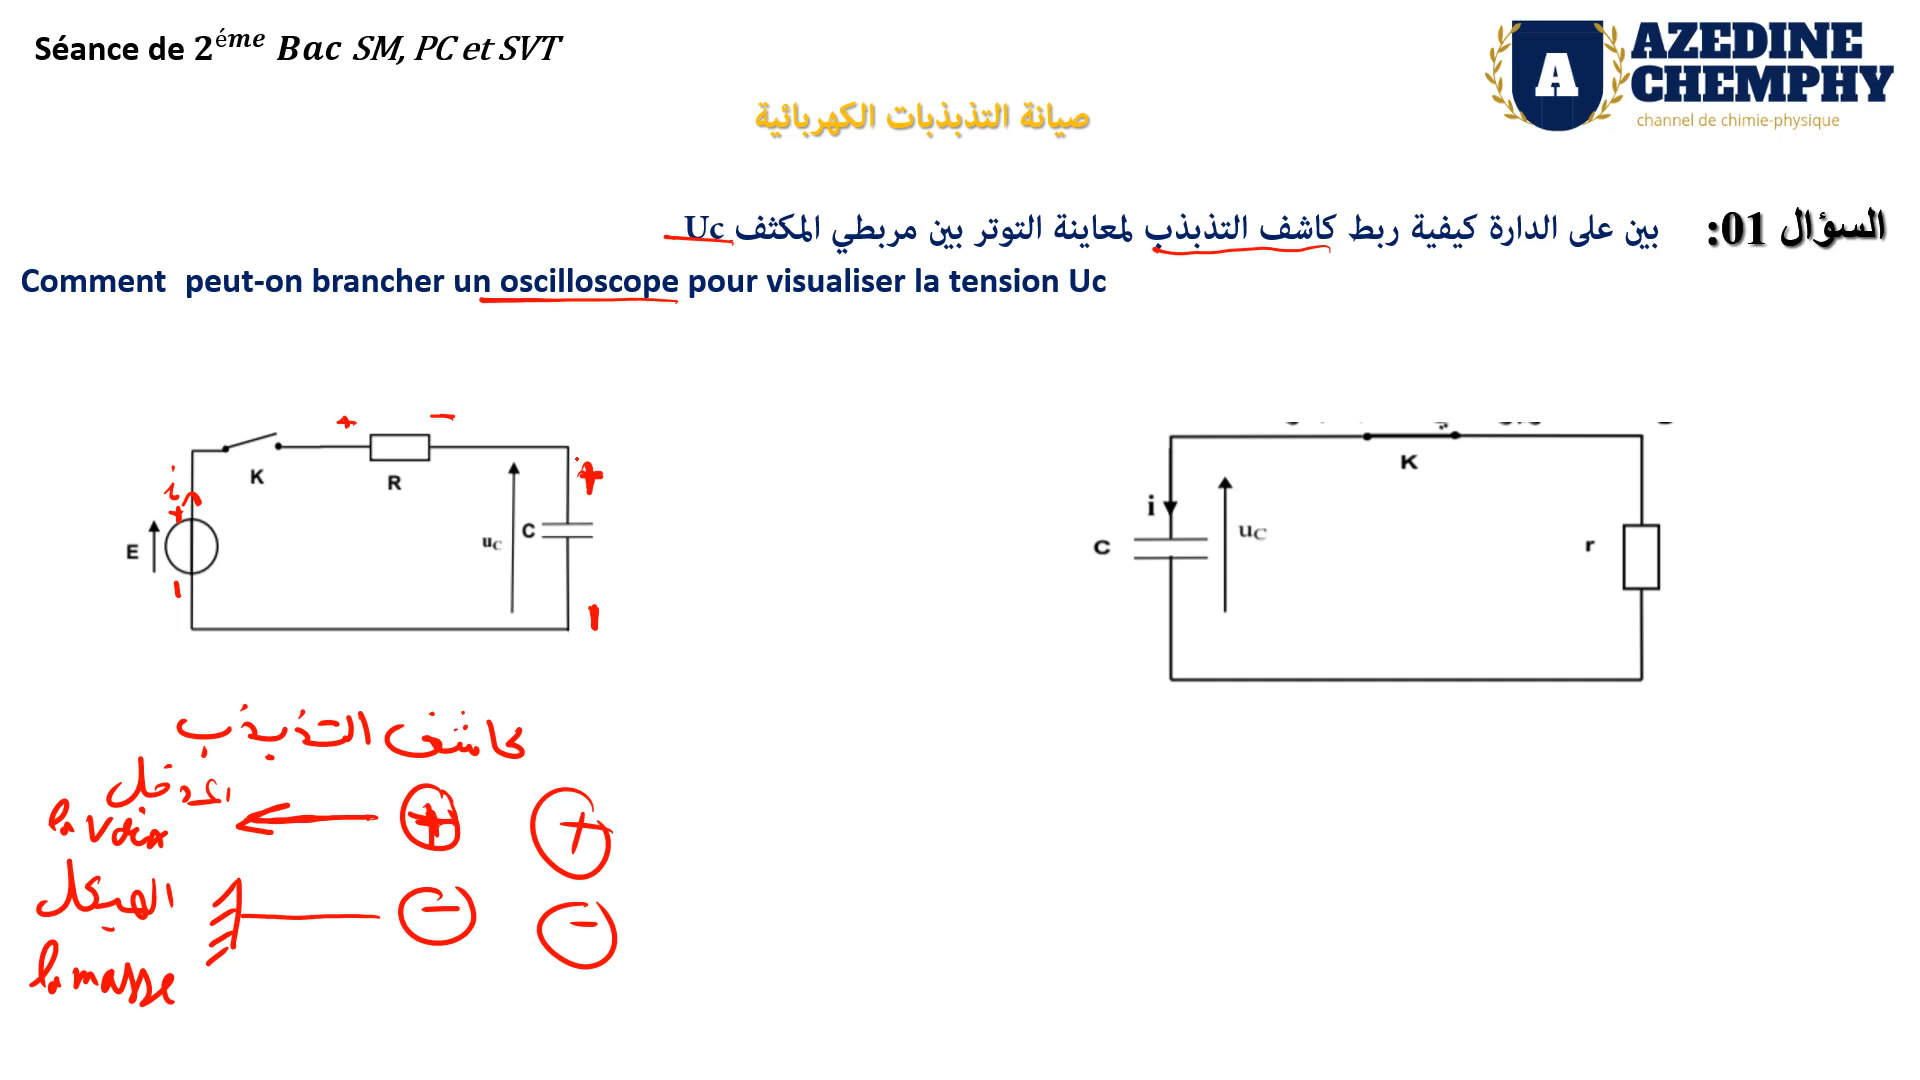 Séance de 2éme Bac SM, PC et SVT
AZEDINE
CHEMPHY
A
channel de chimie-physique
صيانة التذبذبات الكهربائية
السؤال 01: بين على الدارة كيفية ربط كاشف التذبذب لمعاينة التوتر بين مربطي المكثف Uc
Comment peut-on brancher un oscilloscope pour visualiser la tension Uc
+ −
K
R
i
+
E
−
uC
C
+
−
K
i
C
uC
r
كاشف التذبذب
المدخل
la Voix
+ +
الهيكل
− −
la masse